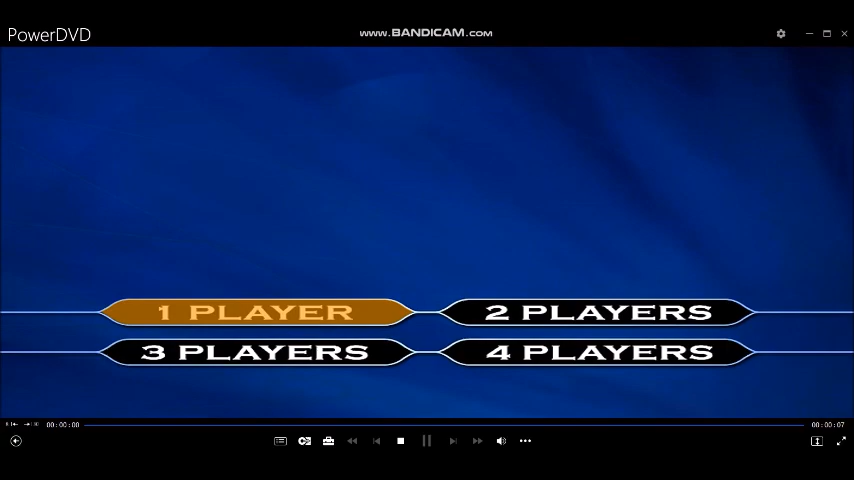 PowerDVD
www.BANDICAM.com
1 PLAYER
2 PLAYERS
3 PLAYERS
4 PLAYERS
00:00:00
00:00:07